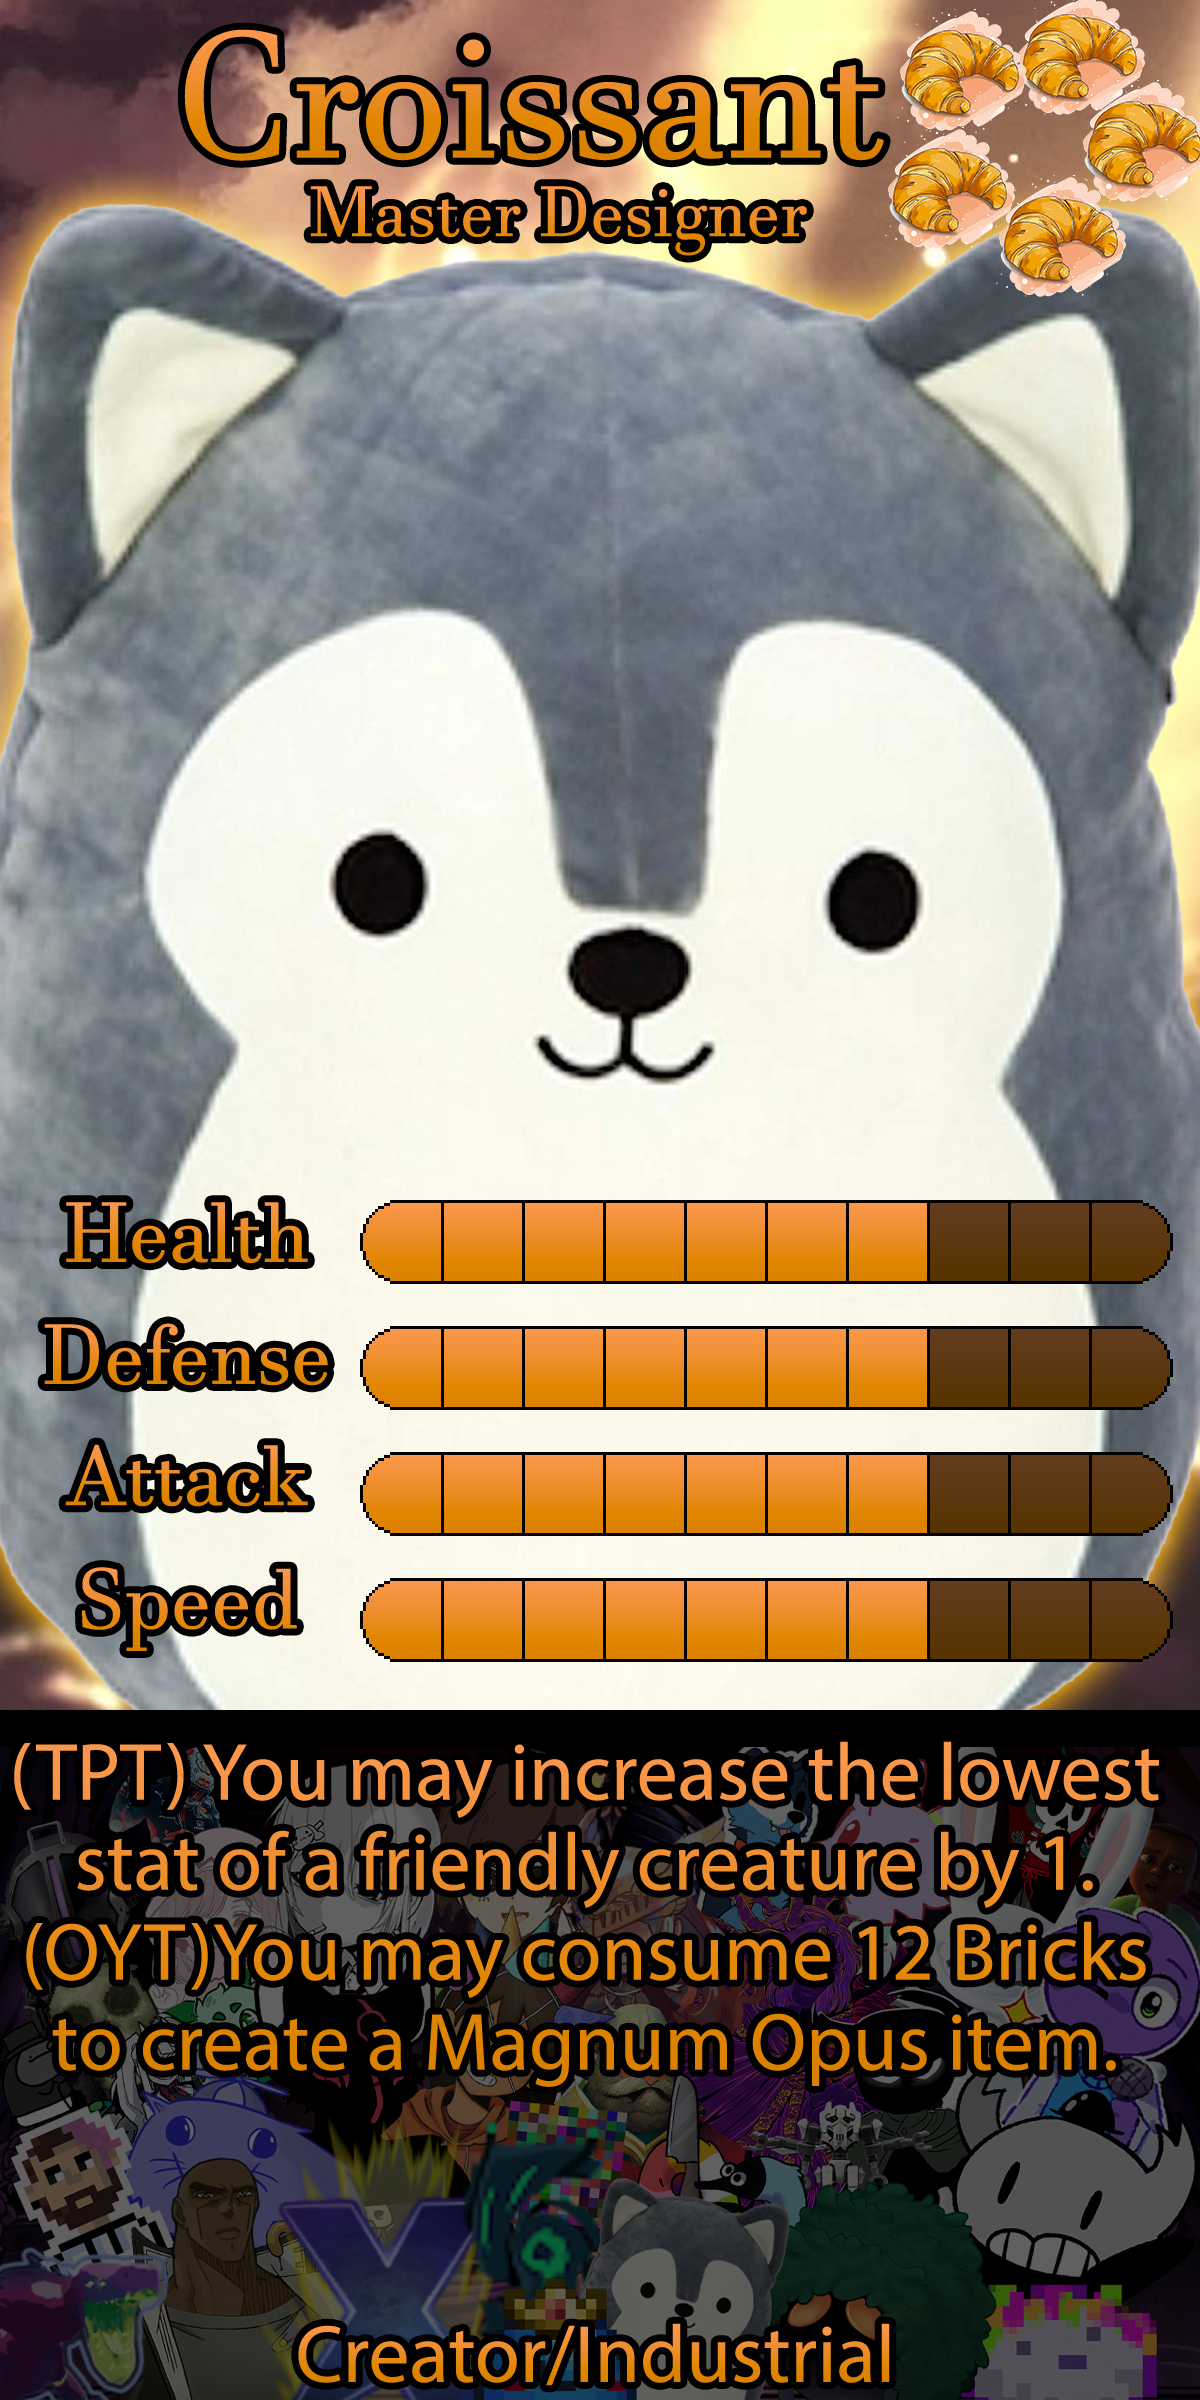 Croissant
Master Designer
Health
Defense
Attack
Speed
(TPT) You may increase the lowest
stat of a friendly creature by 1.
(OYT)You may consume 12 Bricks
to create a Magnum Opus item.
Creator/Industrial